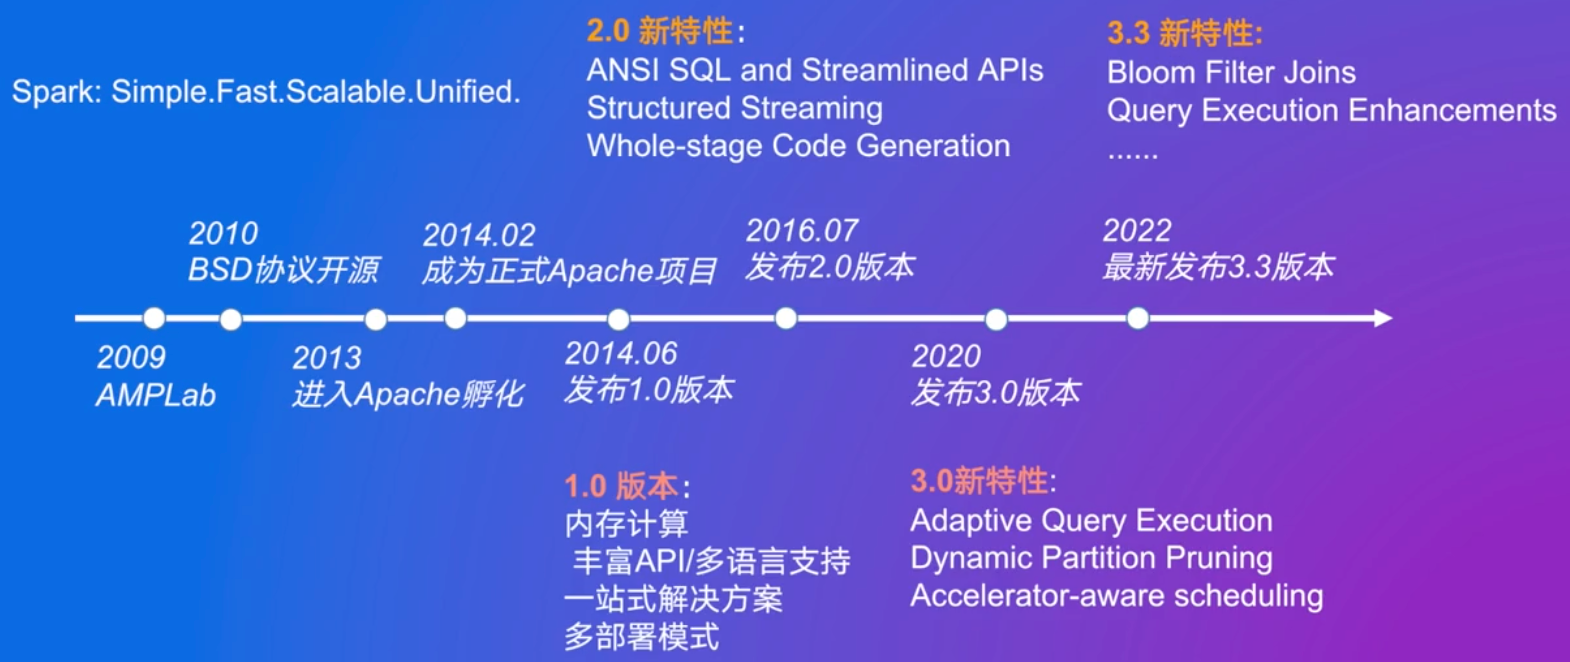 Spark: Simple.Fast.Scalable.Unified.
2.0 新特性:
ANSI SQL and Streamlined APIs
Structured Streaming
Whole-stage Code Generation
3.3 新特性:
Bloom Filter Joins
Query Execution Enhancements
......
2010
BSD协议开源
2014.02
成为正式Apache项目
2016.07
发布2.0版本
2022
最新发布3.3版本
2009
AMPLab
2013
进入Apache孵化
2014.06
发布1.0版本
2020
发布3.0版本
1.0 版本:
内存计算
丰富API/多语言支持
一站式解决方案
多部署模式
3.0新特性:
Adaptive Query Execution
Dynamic Partition Pruning
Accelerator-aware scheduling